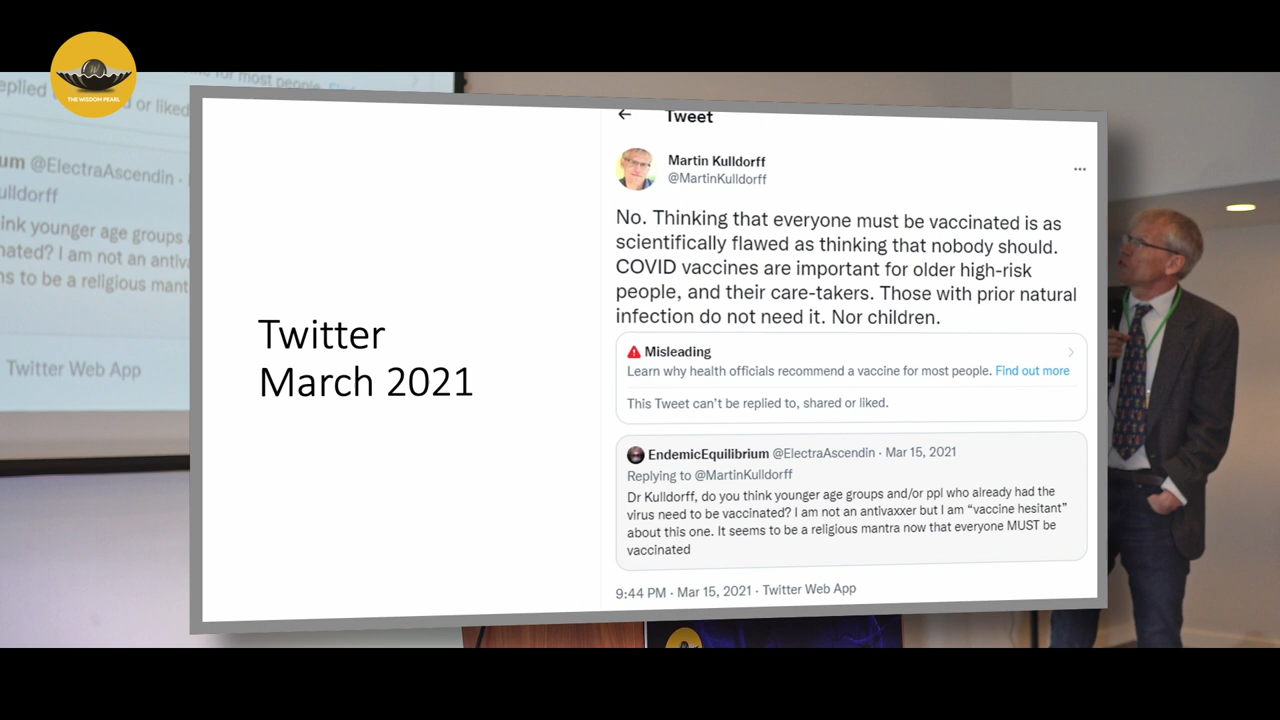 THE WISDOM PEARL
for most people.
or liked
@ElectraAscendin ·
ink younger age groups
nated? I am not an antiv
ns to be a religious mant
Twitter Web App
Twitter
March 2021
← Tweet
Martin Kulldorff
@MartinKulldorff
No. Thinking that everyone must be vaccinated is as
scientifically flawed as thinking that nobody should.
COVID vaccines are important for older high-risk
people, and their care-takers. Those with prior natural
infection do not need it. Nor children.
Misleading
Learn why health officials recommend a vaccine for most people. Find out more
This Tweet can't be replied to, shared or liked.
EndemicEquilibrium @ElectraAscendin · Mar 15, 2021
Replying to @MartinKulldorff
Dr Kulldorff, do you think younger age groups and/or ppl who already had the
virus need to be vaccinated? I am not an antivaxxer but I am “vaccine hesitant”
about this one. It seems to be a religious mantra now that everyone MUST be
vaccinated
9:44 PM · Mar 15, 2021 · Twitter Web App